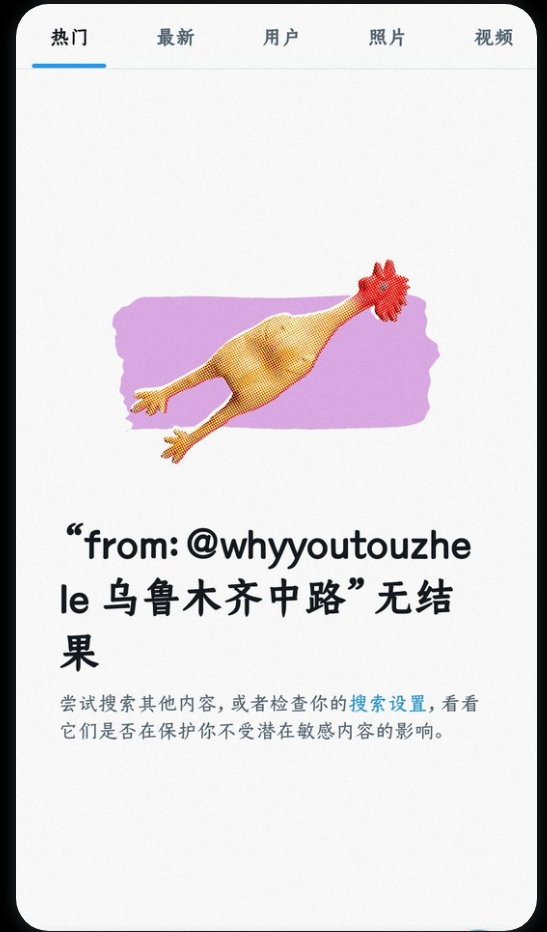 热门 最新 用户 照片 视频
“from: @whyyoutouzhe
le 乌鲁木齐中路” 无结
果
尝试搜索其他内容, 或者检查你的搜索设置, 看看
它们是否在保护你不受潜在敏感内容的影响。